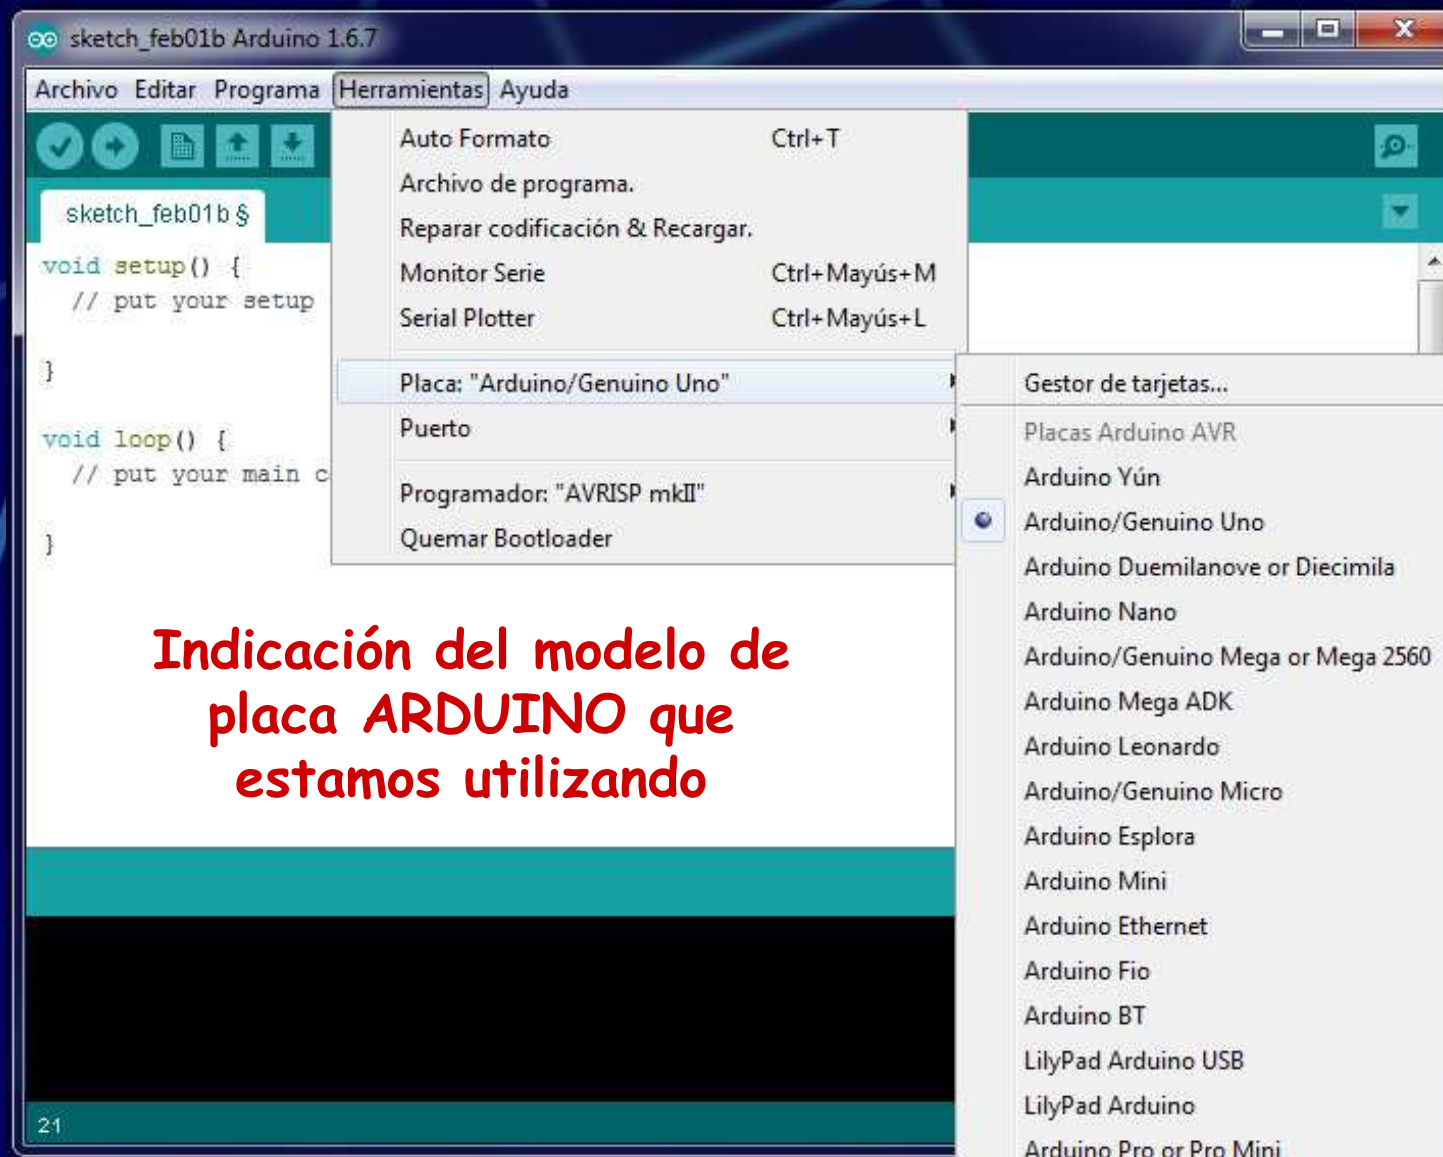 sketch_feb01b Arduino 1.6.7
Archivo Editar Programa Herramientas Ayuda
sketch_feb01b §
void setup() {
// put your setup
}
void loop() {
// put your main c
}
Auto Formato Ctrl+T
Archivo de programa.
Reparar codificación & Recargar.
Monitor Serie Ctrl+Mayús+M
Serial Plotter Ctrl+Mayús+L
Placa: "Arduino/Genuino Uno"
Puerto
Programador: "AVRISP mkII"
Quemar Bootloader
Gestor de tarjetas...
Placas Arduino AVR
Arduino Yún
Arduino/Genuino Uno
Arduino Duemilanove or Diecimila
Arduino Nano
Arduino/Genuino Mega or Mega 2560
Arduino Mega ADK
Arduino Leonardo
Arduino/Genuino Micro
Arduino Esplora
Arduino Mini
Arduino Ethernet
Arduino Fio
Arduino BT
LilyPad Arduino USB
LilyPad Arduino
Arduino Pro or Pro Mini
Indicación del modelo de
placa ARDUINO que
estamos utilizando
21